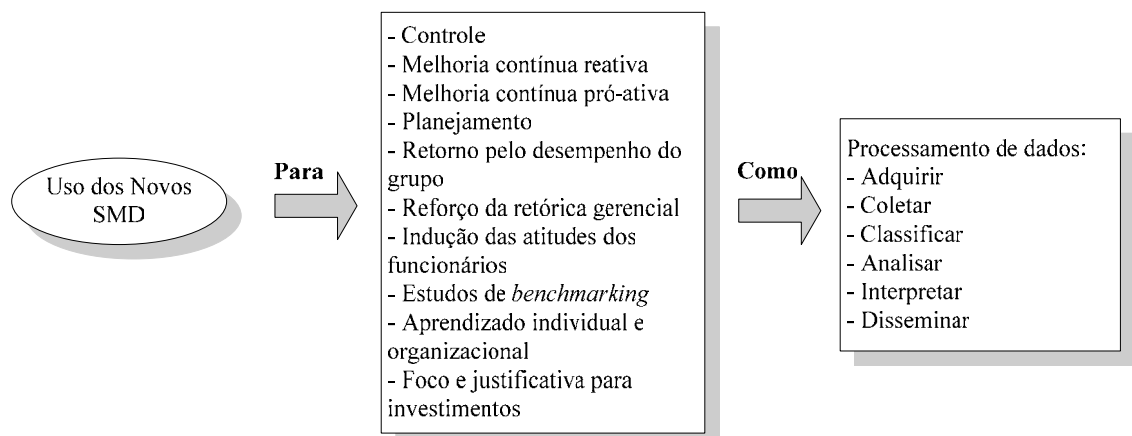 Uso dos Novos
SMD
Para
- Controle
- Melhoria contínua reativa
- Melhoria contínua pró-ativa
- Planejamento
- Retorno pelo desempenho do
grupo
- Reforço da retórica gerencial
- Indução das atitudes dos
funcionários
- Estudos de benchmarking
- Aprendizado individual e
organizacional
- Foco e justificativa para
investimentos
Como
Processamento de dados:
- Adquirir
- Coletar
- Classificar
- Analisar
- Interpretar
- Disseminar